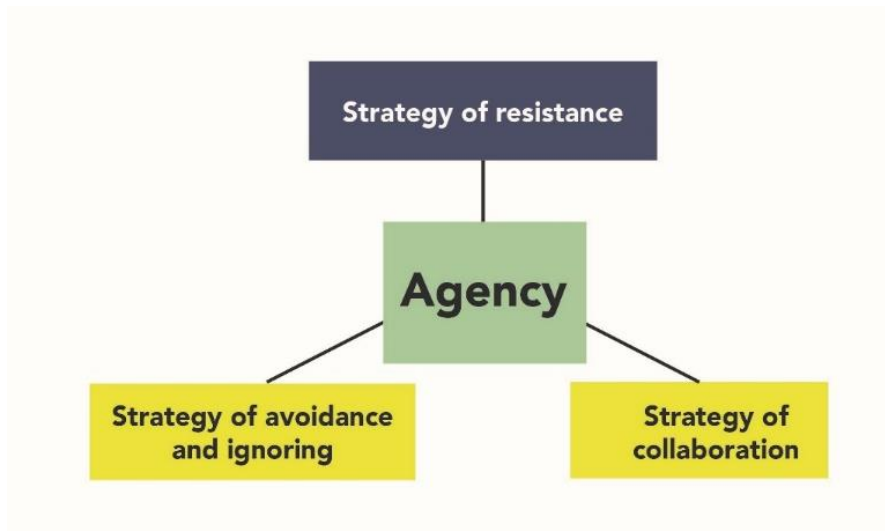 Strategy of resistance
Agency
Strategy of avoidance
and ignoring
Strategy of
collaboration